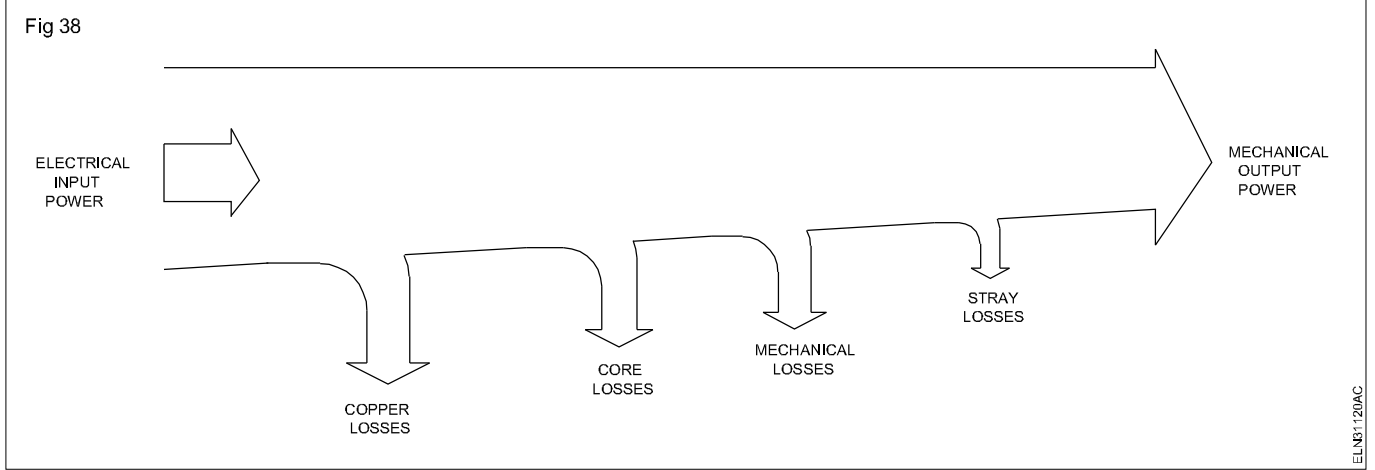 Fig 38
ELECTRICAL
INPUT
POWER
MECHANICAL
OUTPUT
POWER
COPPER
LOSSES
CORE
LOSSES
MECHANICAL
LOSSES
STRAY
LOSSES
ELN31120AC